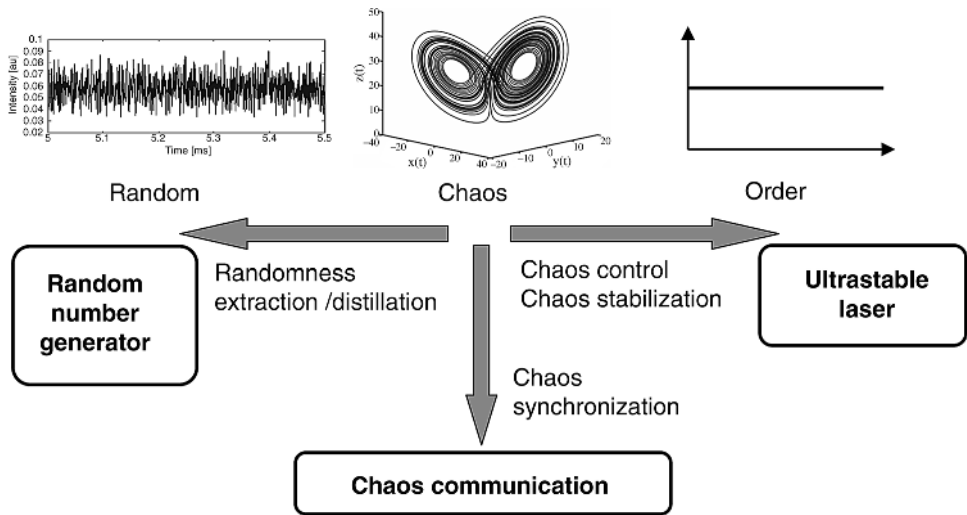 0.1
0.09
0.08
0.07
0.06
0.05
0.04
0.03
0.02
Intensity [au]
5
5.1
5.2
5.3
5.4
5.5
Time [ms]
50
40
30
20
10
0
z(t)
-40
-20
0
20
40
x(t)
-20
-10
0
10
20
y(t)
Random
Chaos
Order
Random
number
generator
Randomness
extraction /distillation
Chaos control
Chaos stabilization
Ultrastable
laser
Chaos
synchronization
Chaos communication